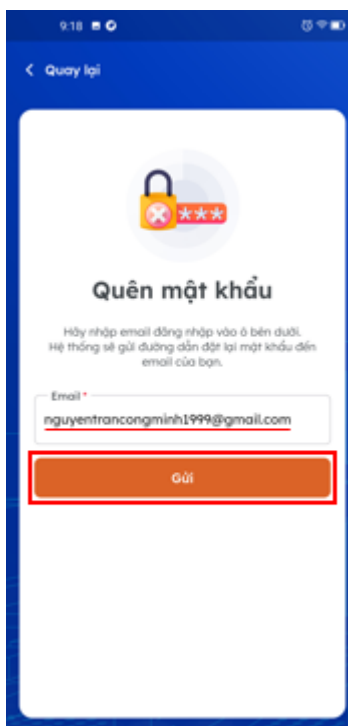 9:18
Quay lại
***
Quên mật khẩu
Hãy nhập email đăng nhập vào ô bên dưới.
Hệ thống sẽ gửi đường dẫn đặt lại mật khẩu đến
email của bạn.
Email *
nguyentrancongminh1999@gmail.com
Gửi